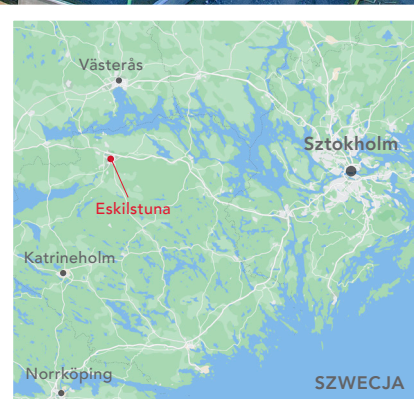 Västerås
Sztokholm
Eskilstuna
Katrineholm
Norrköping
SZWECJA